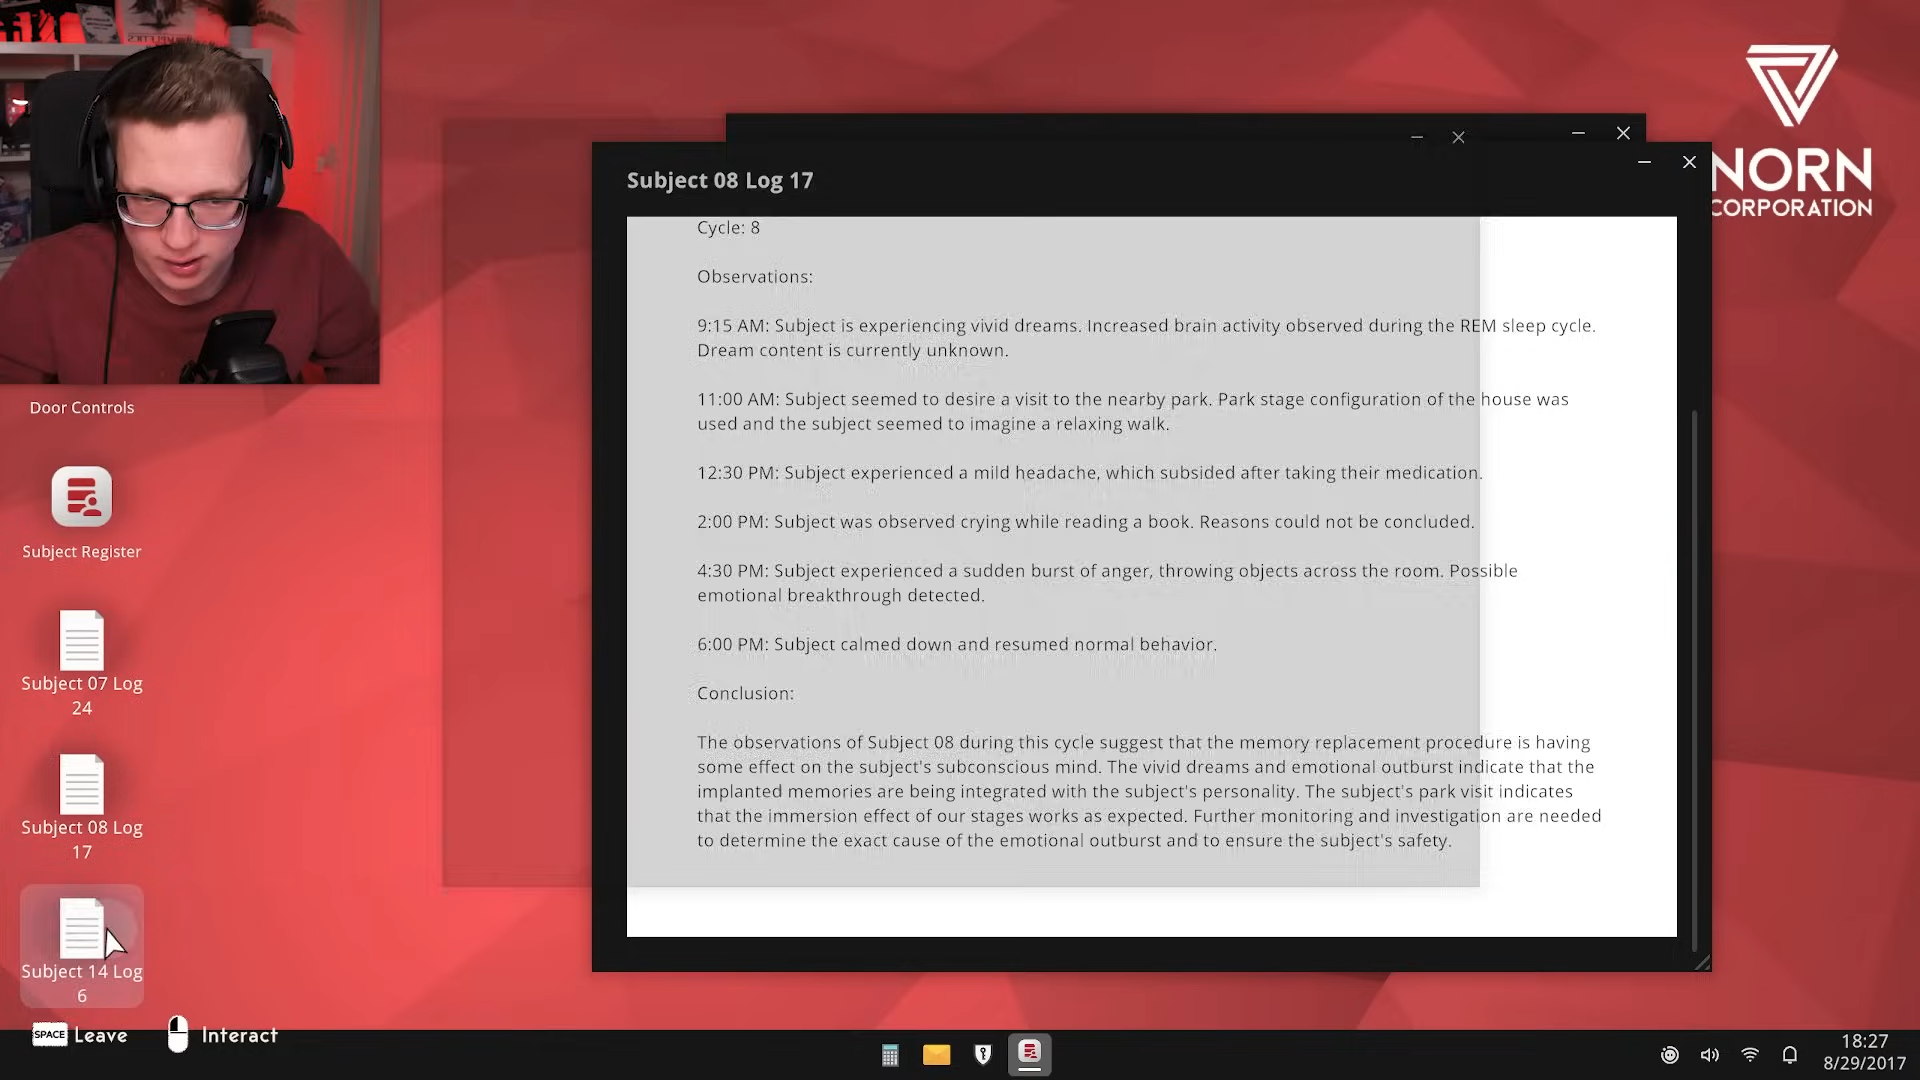 NORN
CORPORATION
Subject 08 Log 17
Cycle: 8
Observations:
9:15 AM: Subject is experiencing vivid dreams. Increased brain activity observed during the REM sleep cycle.
Dream content is currently unknown.
11:00 AM: Subject seemed to desire a visit to the nearby park. Park stage configuration of the house was
used and the subject seemed to imagine a relaxing walk.
12:30 PM: Subject experienced a mild headache, which subsided after taking their medication.
2:00 PM: Subject was observed crying while reading a book. Reasons could not be concluded.
4:30 PM: Subject experienced a sudden burst of anger, throwing objects across the room. Possible
emotional breakthrough detected.
6:00 PM: Subject calmed down and resumed normal behavior.
Conclusion:
The observations of Subject 08 during this cycle suggest that the memory replacement procedure is having
some effect on the subject's subconscious mind. The vivid dreams and emotional outburst indicate that the
implanted memories are being integrated with the subject's personality. The subject's park visit indicates
that the immersion effect of our stages works as expected. Further monitoring and investigation are needed
to determine the exact cause of the emotional outburst and to ensure the subject's safety.
Door Controls
Subject Register
Subject 07 Log
24
Subject 08 Log
17
Subject 14 Log
6
SPACE Leave
Interact
18:27
8/29/2017